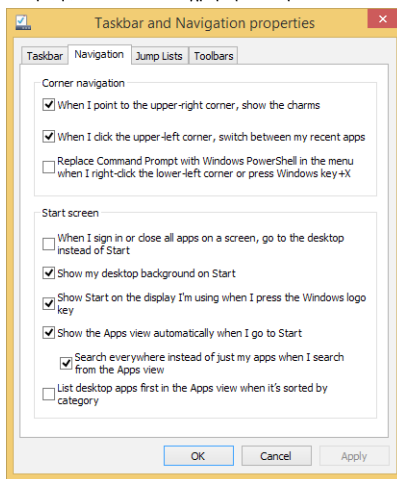 Taskbar and Navigation properties
Taskbar Navigation Jump Lists Toolbars
Corner navigation
When I point to the upper-right corner, show the charms
When I click the upper-left corner, switch between my recent apps
Replace Command Prompt with Windows PowerShell in the menu
when I right-click the lower-left corner or press Windows key+X
Start screen
When I sign in or close all apps on a screen, go to the desktop
instead of Start
Show my desktop background on Start
Show Start on the display I'm using when I press the Windows logo
key
Show the Apps view automatically when I go to Start
Search everywhere instead of just my apps when I search
from the Apps view
List desktop apps first in the Apps view when it's sorted by
category
OK Cancel Apply